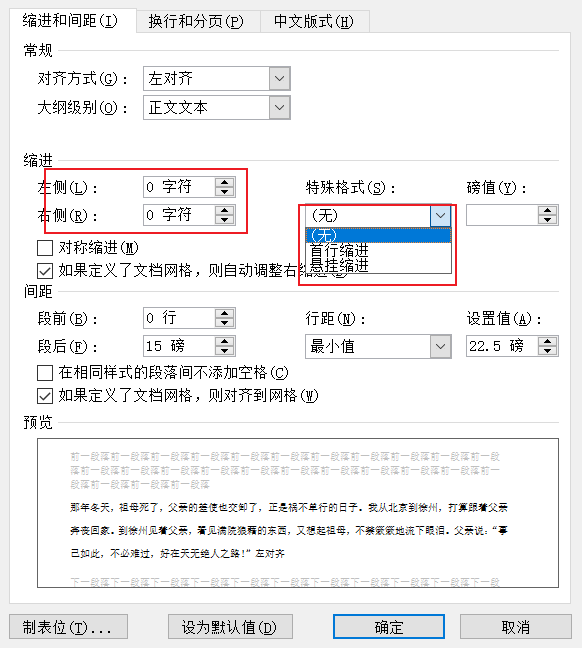 缩进和间距(I) 换行和分页(P) 中文版式(H)
常规
对齐方式(G): 左对齐
大纲级别(O): 正文文本
缩进
左侧(L): 0 字符 特殊格式(S): 磅值(Y):
右侧(R): 0 字符 (无)
(无)
对称缩进(M) 首行缩进
悬挂缩进
如果定义了文档网格，则自动调整右缩进(D)
间距
段前(B): 0 行 行距(N): 设置值(A):
段后(F): 15 磅 最小值 22.5 磅
在相同样式的段落间不添加空格(C)
如果定义了文档网格，则对齐到网格(W)
预览
前一段落前一段落前一段落前一段落前一段落前一段落前一段落前一段落前一段落前一段落前一段
落前一段落前一段落前一段落前一段落前一段落前一段落前一段落前一段落前一段落前一段落前一
段落前一段落前一段落前一段落
那年冬天，祖母死了，父亲的差使也交卸了，正是祸不单行的日子。我从北京到徐州，打算跟着父亲
奔丧回家。到徐州见着父亲，看见满院狼藉的东西，又想起祖母，不禁簌簌地流下眼泪。父亲说：“事
已如此，不必难过，好在天无绝人之路！”左对齐
下一段落下一段落下一段落下一段落下一段落下一段落下一段落下一段落下一段落下一段落下一段
制表位(T)... 设为默认值(D) 确定 取消